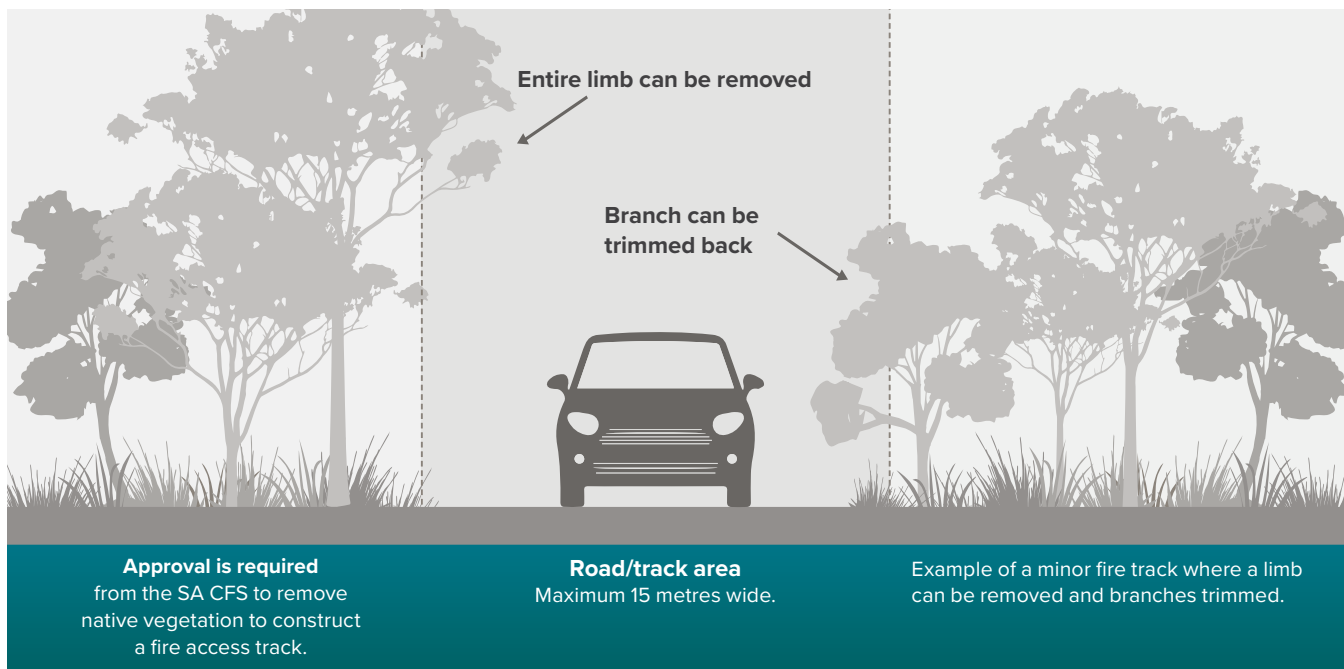 Entire limb can be removed
Branch can be
trimmed back
Approval is required
from the SA CFS to remove
native vegetation to construct
a fire access track.
Road/track area
Maximum 15 metres wide.
Example of a minor fire track where a limb
can be removed and branches trimmed.